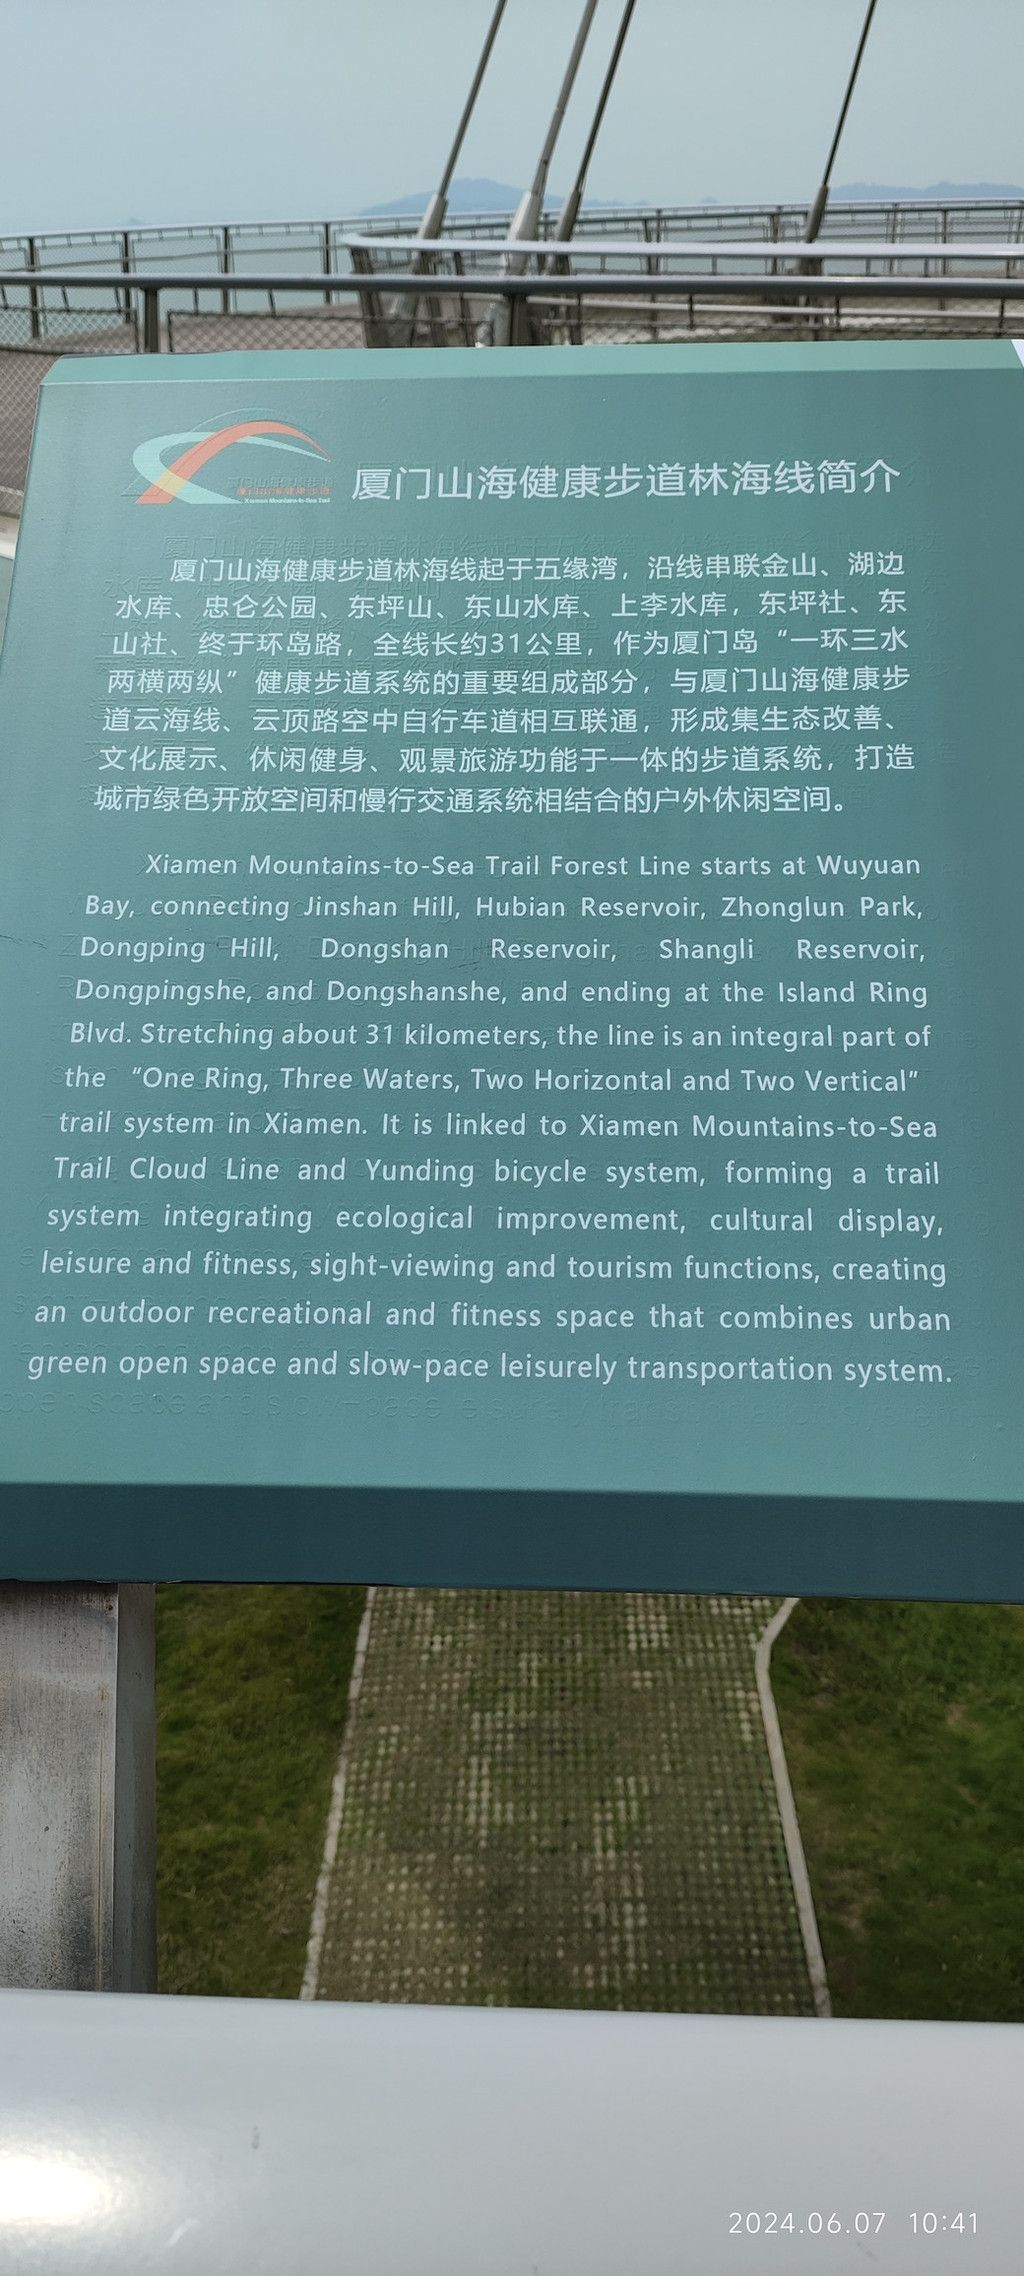 厦门山海健康步道
Xiamen Mountains-to-Sea Trail
厦门山海健康步道林海线简介
厦门山海健康步道林海线起于五缘湾，沿线串联金山、湖边
水库、忠仑公园、东坪山、东山水库、上李水库，东坪社、东
山社、终于环岛路，全线长约31公里，作为厦门岛“一环三水
两横两纵”健康步道系统的重要组成部分，与厦门山海健康步
道云海线、云顶路空中自行车道相互联通，形成集生态改善、
文化展示、休闲健身、观景旅游功能于一体的步道系统，打造
城市绿色开放空间和慢行交通系统相结合的户外休闲空间。
Xiamen Mountains-to-Sea Trail Forest Line starts at Wuyuan
Bay, connecting Jinshan Hill, Hubian Reservoir, Zhonglun Park,
Dongping Hill, Dongshan Reservoir, Shangli Reservoir,
Dongpingshe, and Dongshanshe, and ending at the Island Ring
Blvd. Stretching about 31 kilometers, the line is an integral part of
the “One Ring, Three Waters, Two Horizontal and Two Vertical”
trail system in Xiamen. It is linked to Xiamen Mountains-to-Sea
Trail Cloud Line and Yunding bicycle system, forming a trail
system integrating ecological improvement, cultural display,
leisure and fitness, sight-viewing and tourism functions, creating
an outdoor recreational and fitness space that combines urban
green open space and slow-pace leisurely transportation system.
2024.06.07 10:41